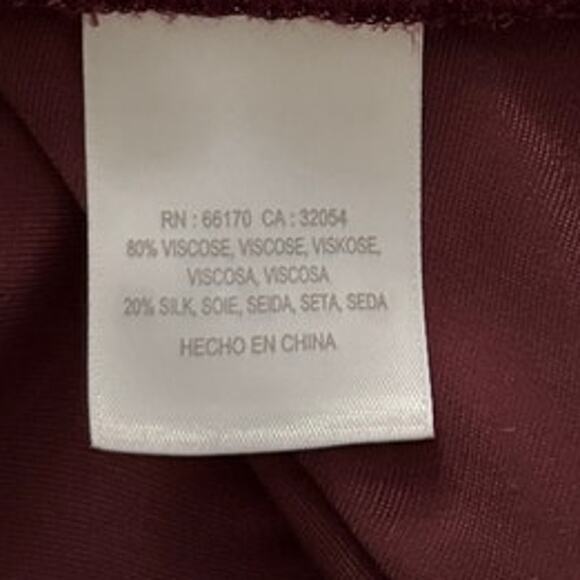 RN : 66170 CA : 32054
80% VISCOSE, VISCOSE, VISKOSE,
VISCOSA, VISCOSA
20% SILK, SOIE, SEIDA, SETA, SEDA
HECHO EN CHINA